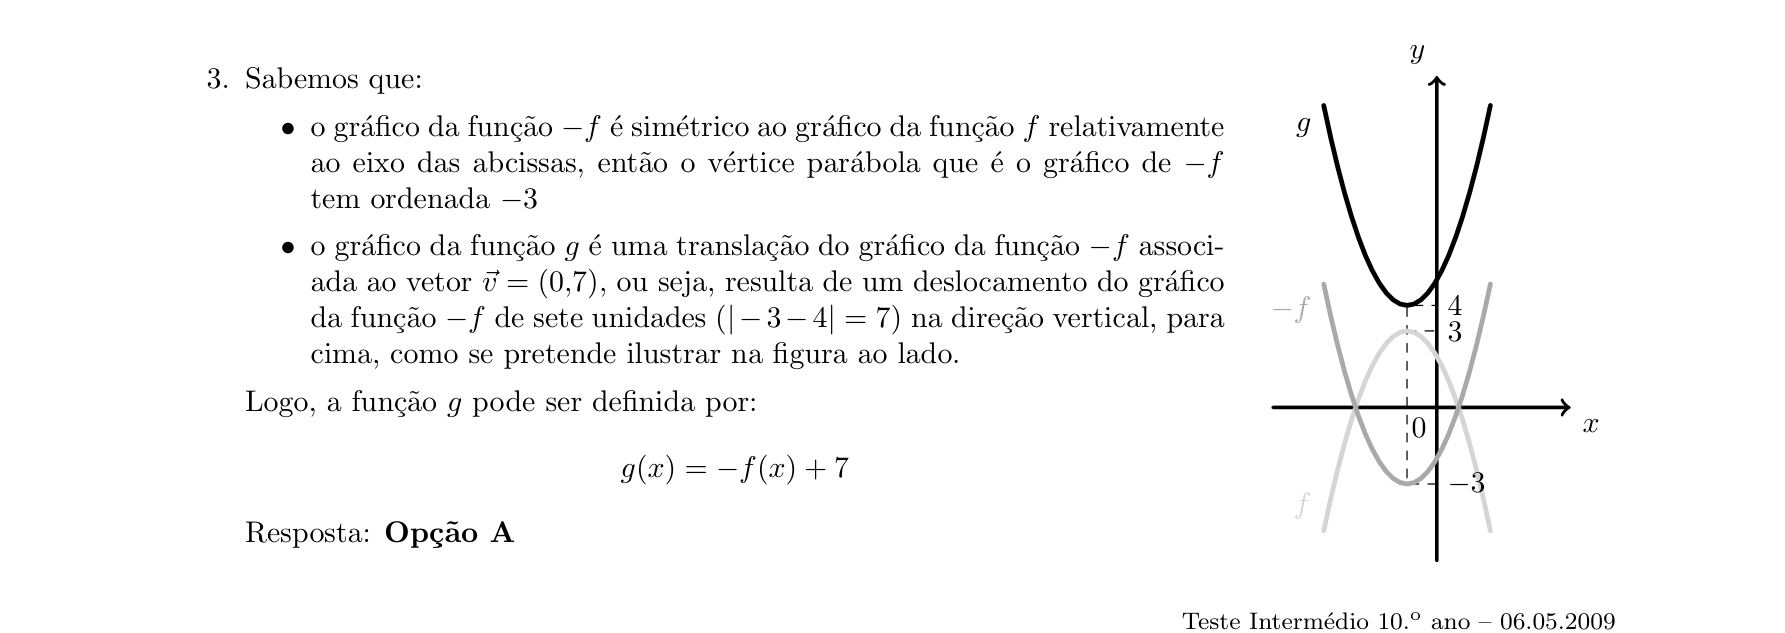 3. Sabemos que:
• o gráfico da função −f é simétrico ao gráfico da função f relativamente
ao eixo das abcissas, então o vértice parábola que é o gráfico de −f
tem ordenada −3
• o gráfico da função g é uma translação do gráfico da função −f associ-
ada ao vetor v⃗ = (0,7), ou seja, resulta de um deslocamento do gráfico
da função −f de sete unidades (|−3−4| = 7) na direção vertical, para
cima, como se pretende ilustrar na figura ao lado.
Logo, a função g pode ser definida por:
g(x) = −f(x) + 7
Resposta: Opção A
y
g
−f
4
3
0
x
−3
f
Teste Intermédio 10.º ano – 06.05.2009